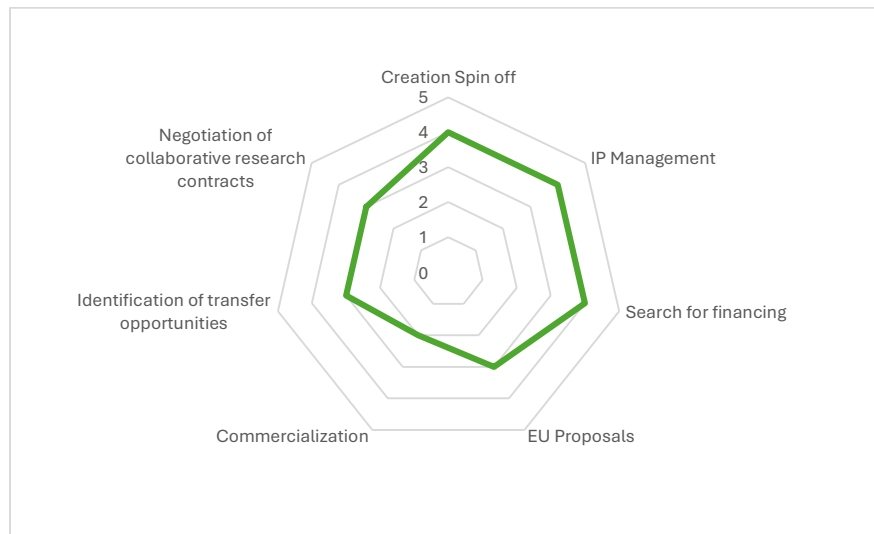 Creation Spin off
5
Negotiation of
collaborative research
contracts
4
IP Management
3
2
1
0
Identification of transfer
opportunities
Search for financing
Commercialization
EU Proposals